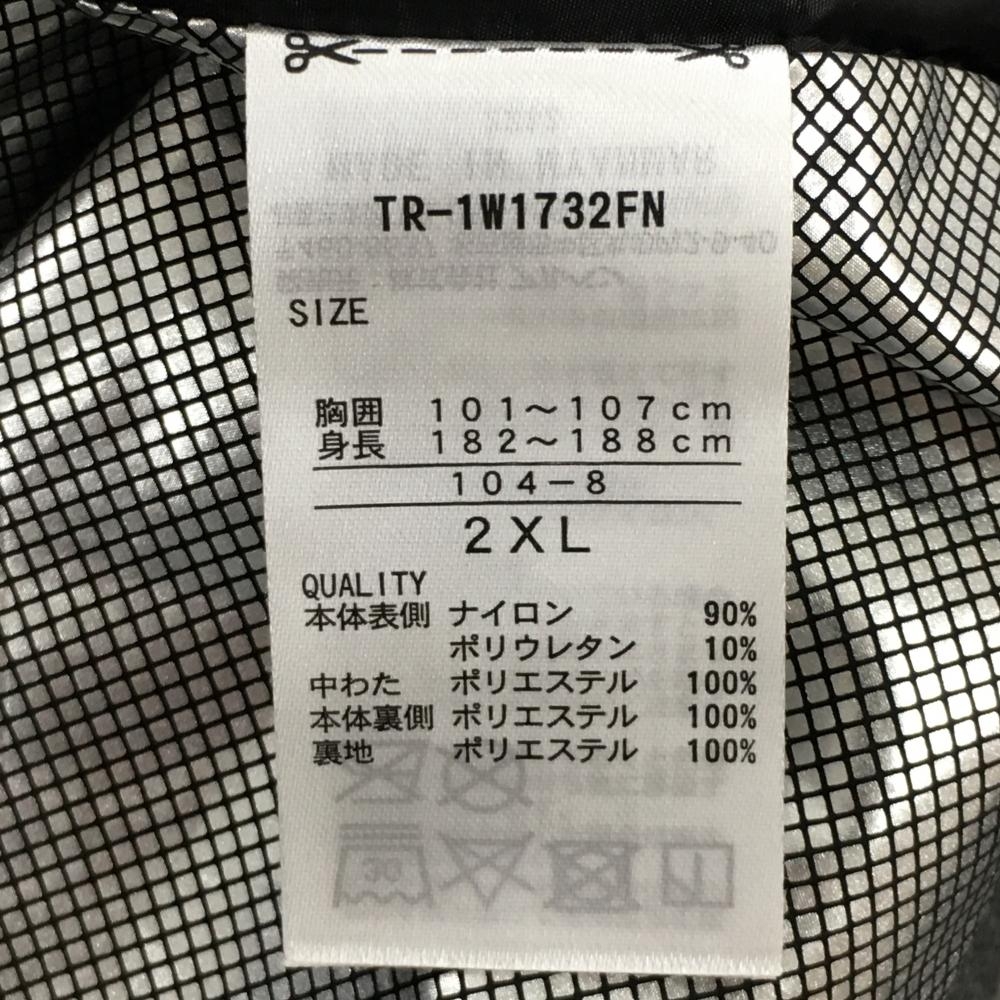 TR-1W1732FN
SIZE
胸囲 101～107cm
身長 182～188cm
104－8
2XL
QUALITY
本体表側 ナイロン 90%
ポリウレタン 10%
中わた ポリエステル 100%
本体裏側 ポリエステル 100%
裏地 ポリエステル 100%